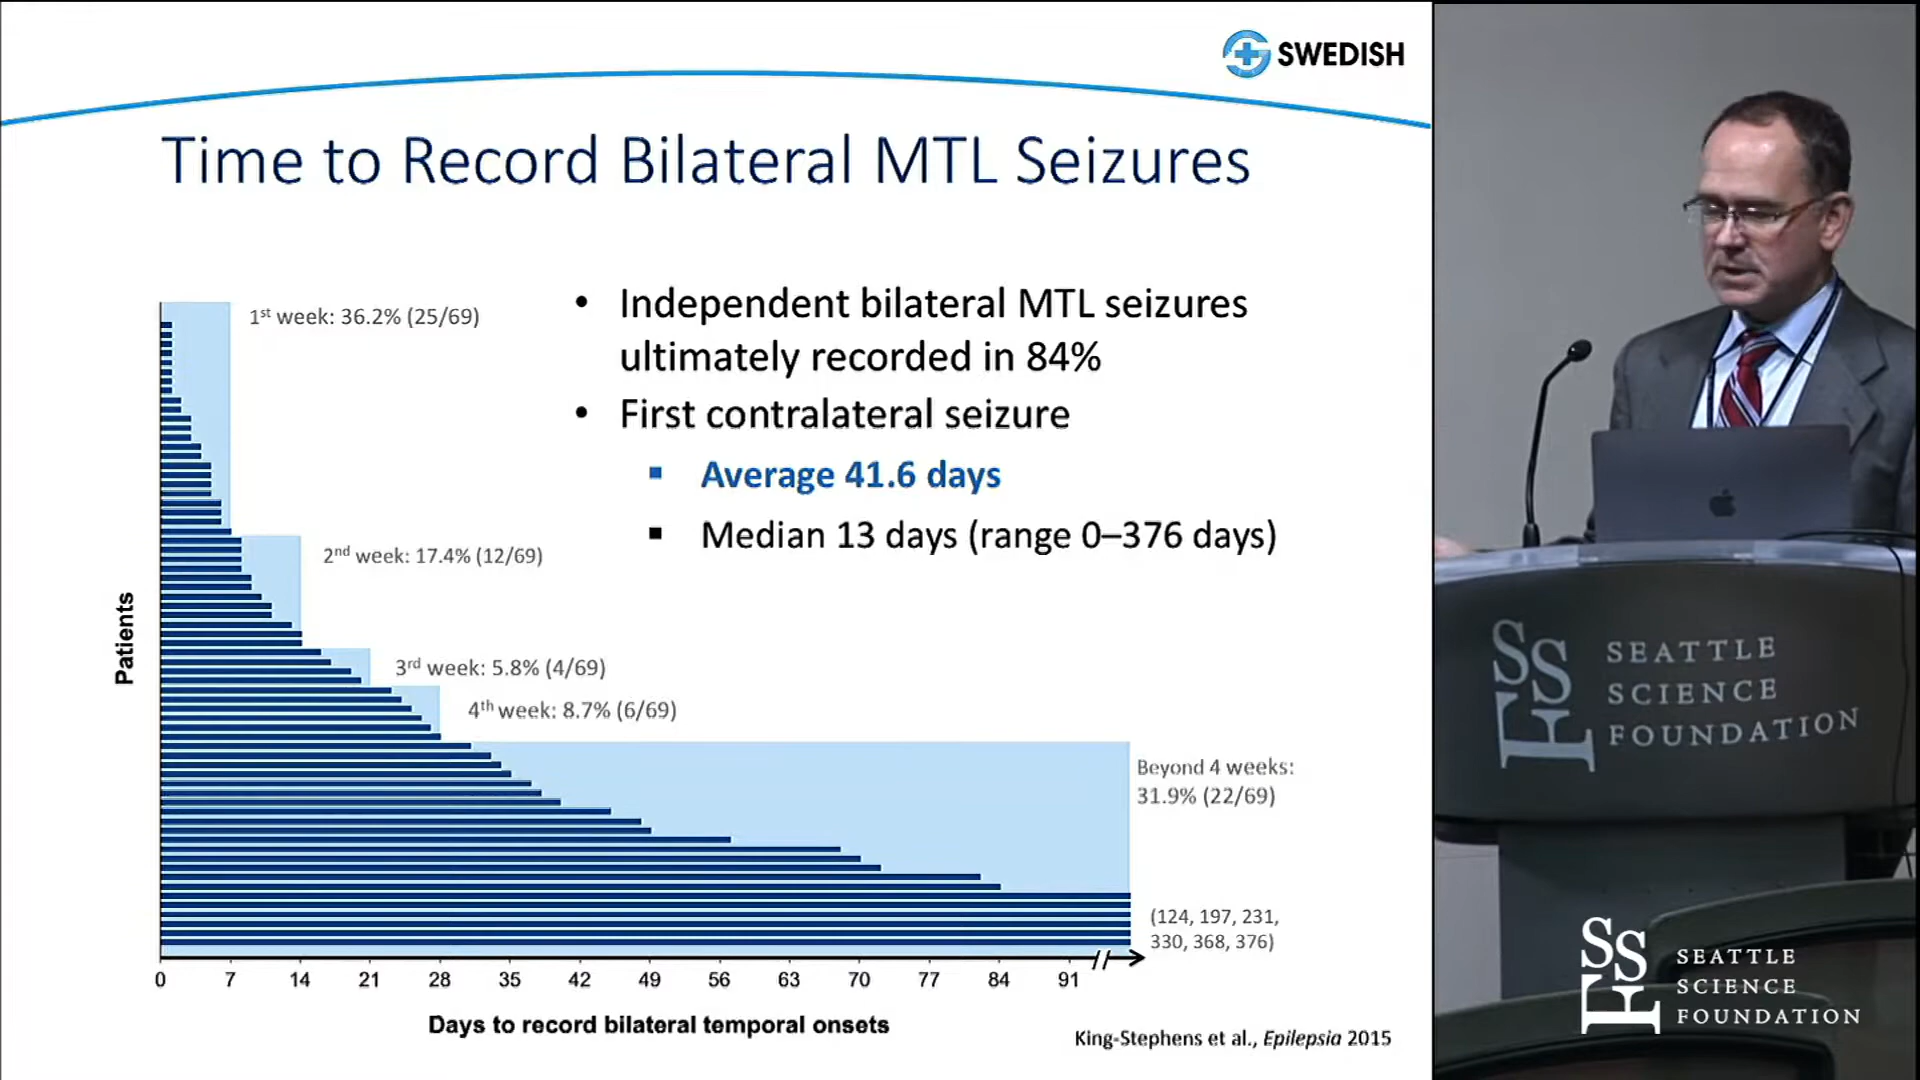 SWEDISH
Time to Record Bilateral MTL Seizures
• Independent bilateral MTL seizures
ultimately recorded in 84%
• First contralateral seizure
▪ Average 41.6 days
▪ Median 13 days (range 0–376 days)
1st week: 36.2% (25/69)
2nd week: 17.4% (12/69)
3rd week: 5.8% (4/69)
4th week: 8.7% (6/69)
Beyond 4 weeks:
31.9% (22/69)
(124, 197, 231,
330, 368, 376)
Patients
0 7 14 21 28 35 42 49 56 63 70 77 84 91
Days to record bilateral temporal onsets
King-Stephens et al., Epilepsia 2015
SSF
SEATTLE
SCIENCE
FOUNDATION
SSF
SEATTLE
SCIENCE
FOUNDATION